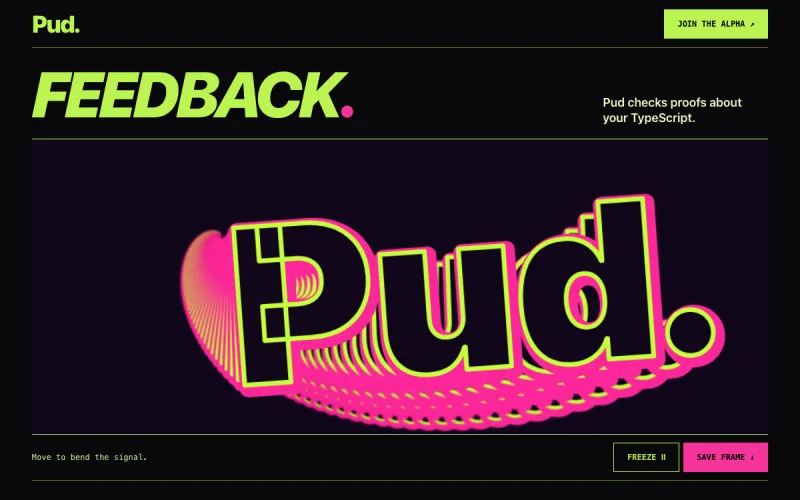 Pud.
JOIN THE ALPHA ↗
FEEDBACK.
Pud checks proofs about
your TypeScript.
Pud.
Move to bend the signal.
FREEZE II
SAVE FRAME ↓